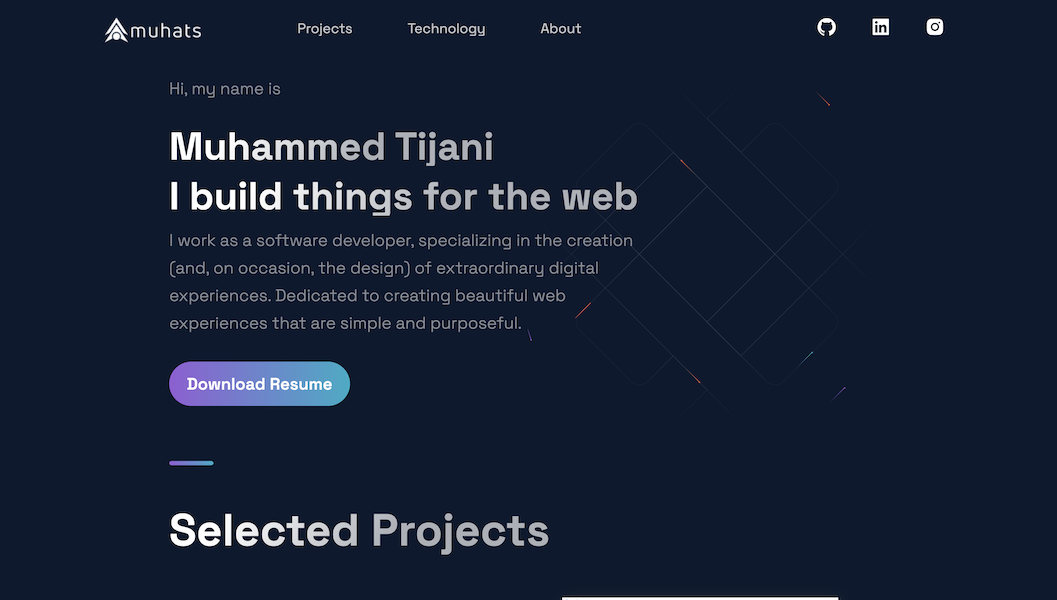 muhats
Projects
Technology
About
Hi, my name is
Muhammed Tijani
I build things for the web
I work as a software developer, specializing in the creation
(and, on occasion, the design) of extraordinary digital
experiences. Dedicated to creating beautiful web
experiences that are simple and purposeful.
Download Resume
Selected Projects